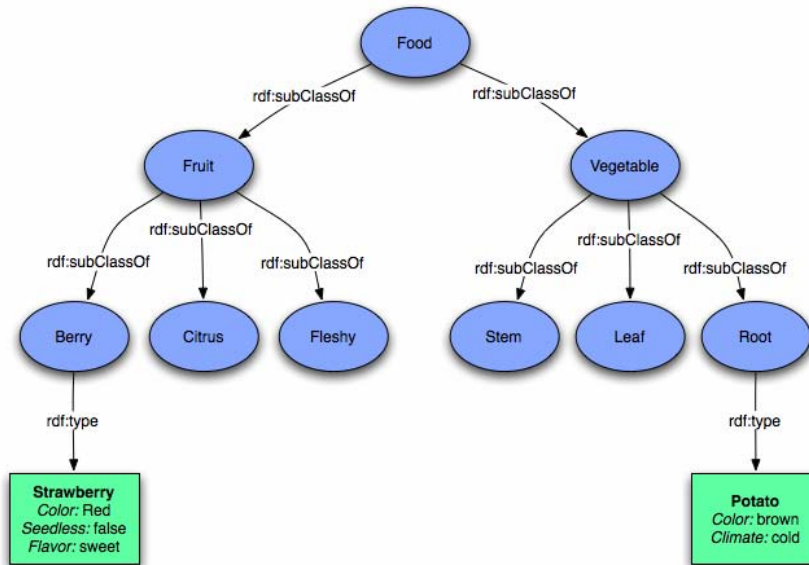 Food
rdf:subClassOf
rdf:subClassOf
Fruit
Vegetable
rdf:subClassOf
rdf:subClassOf
rdf:subClassOf
rdf:subClassOf
rdf:subClassOf
rdf:subClassOf
Berry
Citrus
Fleshy
Stem
Leaf
Root
rdf:type
rdf:type
Strawberry
Color: Red
Seedless: false
Flavor: sweet
Potato
Color: brown
Climate: cold